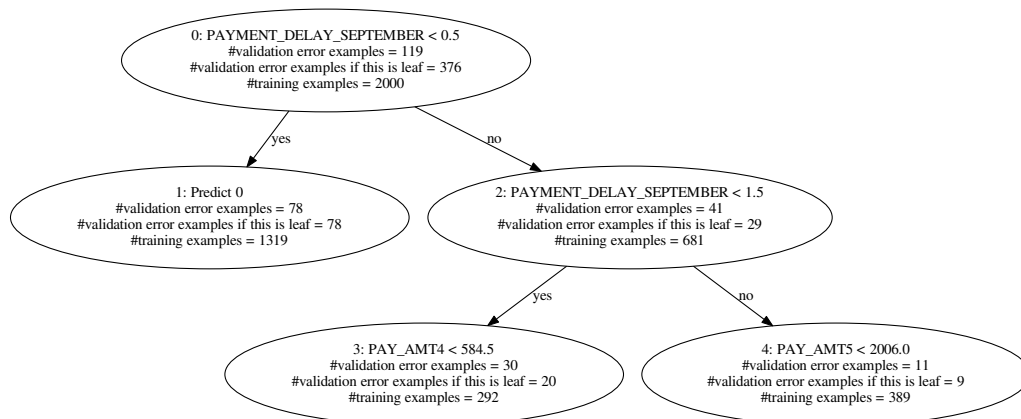 0: PAYMENT_DELAY_SEPTEMBER < 0.5
#validation error examples = 119
#validation error examples if this is leaf = 376
#training examples = 2000
yes
no
1: Predict 0
#validation error examples = 78
#validation error examples if this is leaf = 78
#training examples = 1319
2: PAYMENT_DELAY_SEPTEMBER < 1.5
#validation error examples = 41
#validation error examples if this is leaf = 29
#training examples = 681
yes
no
3: PAY_AMT4 < 584.5
#validation error examples = 30
#validation error examples if this is leaf = 20
#training examples = 292
4: PAY_AMT5 < 2006.0
#validation error examples = 11
#validation error examples if this is leaf = 9
#training examples = 389